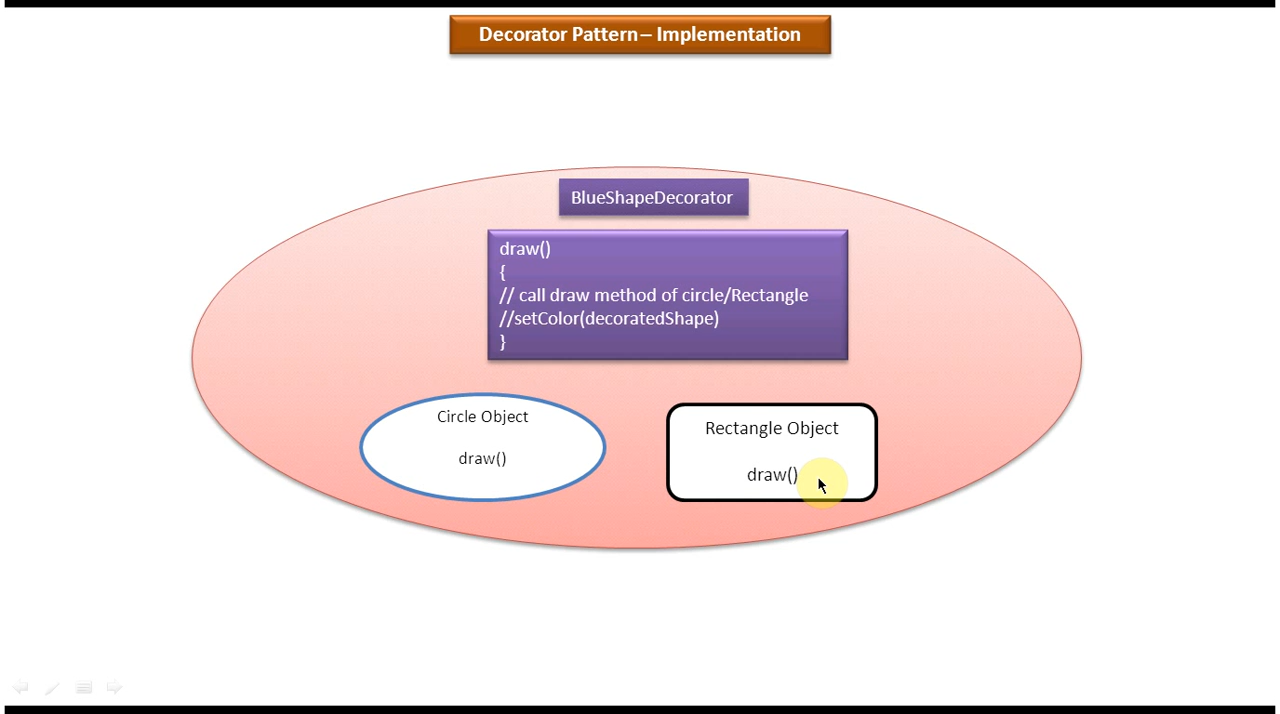 Decorator Pattern– Implementation
BlueShapeDecorator
draw()
{
// call draw method of circle/Rectangle
//setColor(decoratedShape)
}
Circle Object
draw()
Rectangle Object
draw()